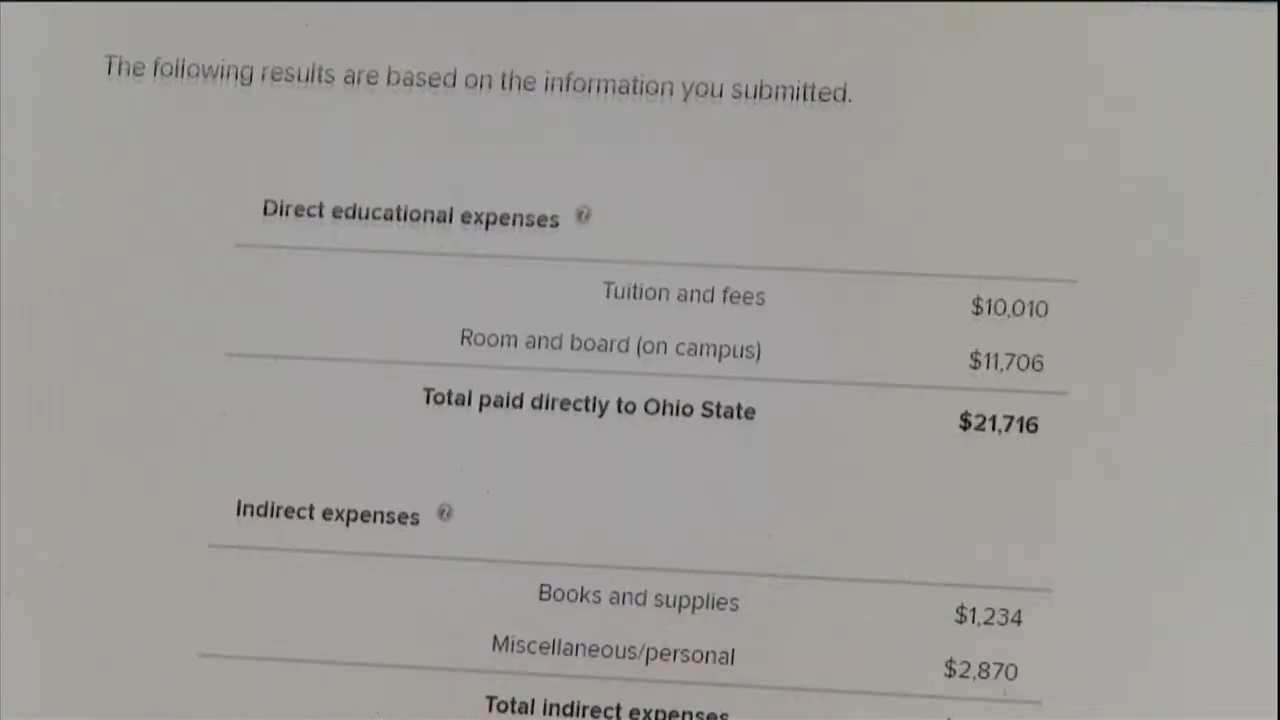 The following results are based on the information you submitted.
Direct educational expenses ?
Tuition and fees $10,010
Room and board (on campus) $11,706
Total paid directly to Ohio State $21,716
Indirect expenses ?
Books and supplies $1,234
Miscellaneous/personal $2,870
Total indirect expenses